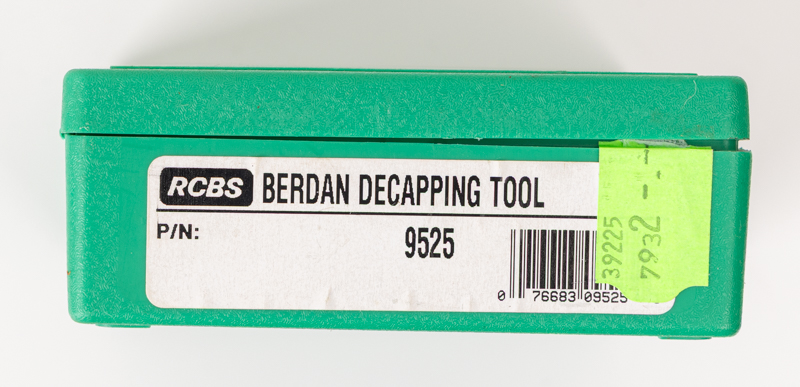 RCBS BERDAN DECAPPING TOOL
P/N: 9525
0 76683 09525
39225
7932 -.-